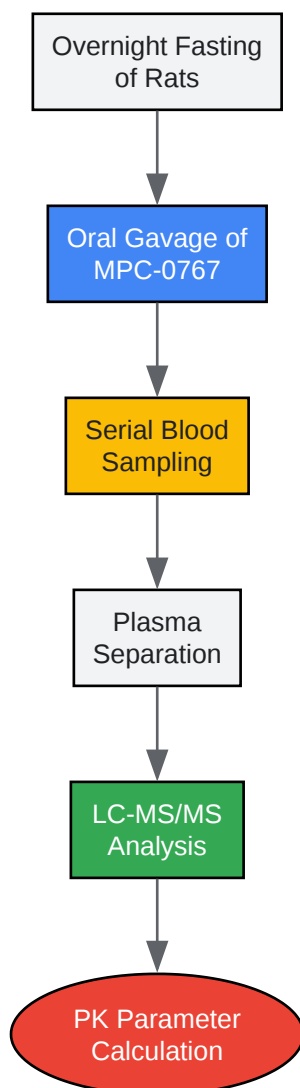 Overnight Fasting
of Rats
Oral Gavage of
MPC-0767
Serial Blood
Sampling
Plasma
Separation
LC-MS/MS
Analysis
PK Parameter
Calculation